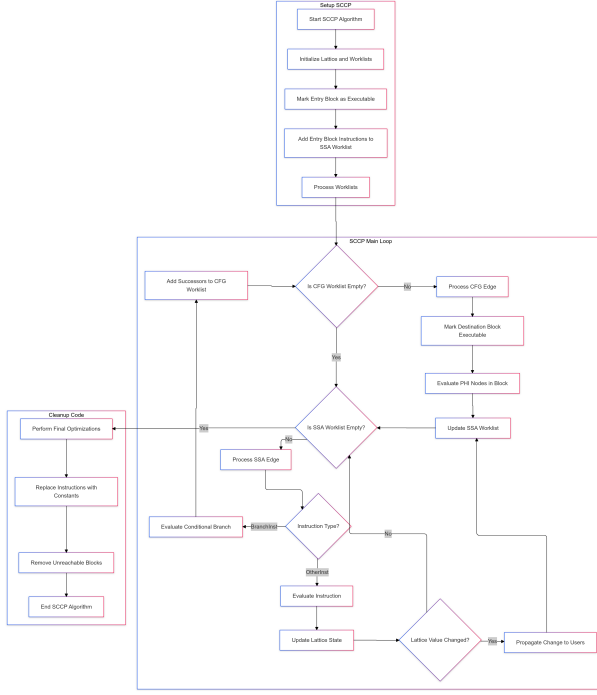 Setup SCCP
Start SCCP Algorithm
Initialize Lattice and Worklists
Mark Entry Block as Executable
Add Entry Block Instructions to
SSA Worklist
Process Worklists
SCCP Main Loop
Add Successors to CFG
Worklist
Is CFG Worklist Empty?
No
Process CFG Edge
Mark Destination Block
Executable
Yes
Evaluate PHI Nodes in Block
Cleanup Code
Perform Final Optimizations
Yes
Is SSA Worklist Empty?
Update SSA Worklist
No
Process SSA Edge
Replace Instructions with
Constants
Evaluate Conditional Branch
BranchInst
Instruction Type?
No
Remove Unreachable Blocks
OtherInst
End SCCP Algorithm
Evaluate Instruction
Update Lattice State
Lattice Value Changed?
Yes
Propagate Change to Users